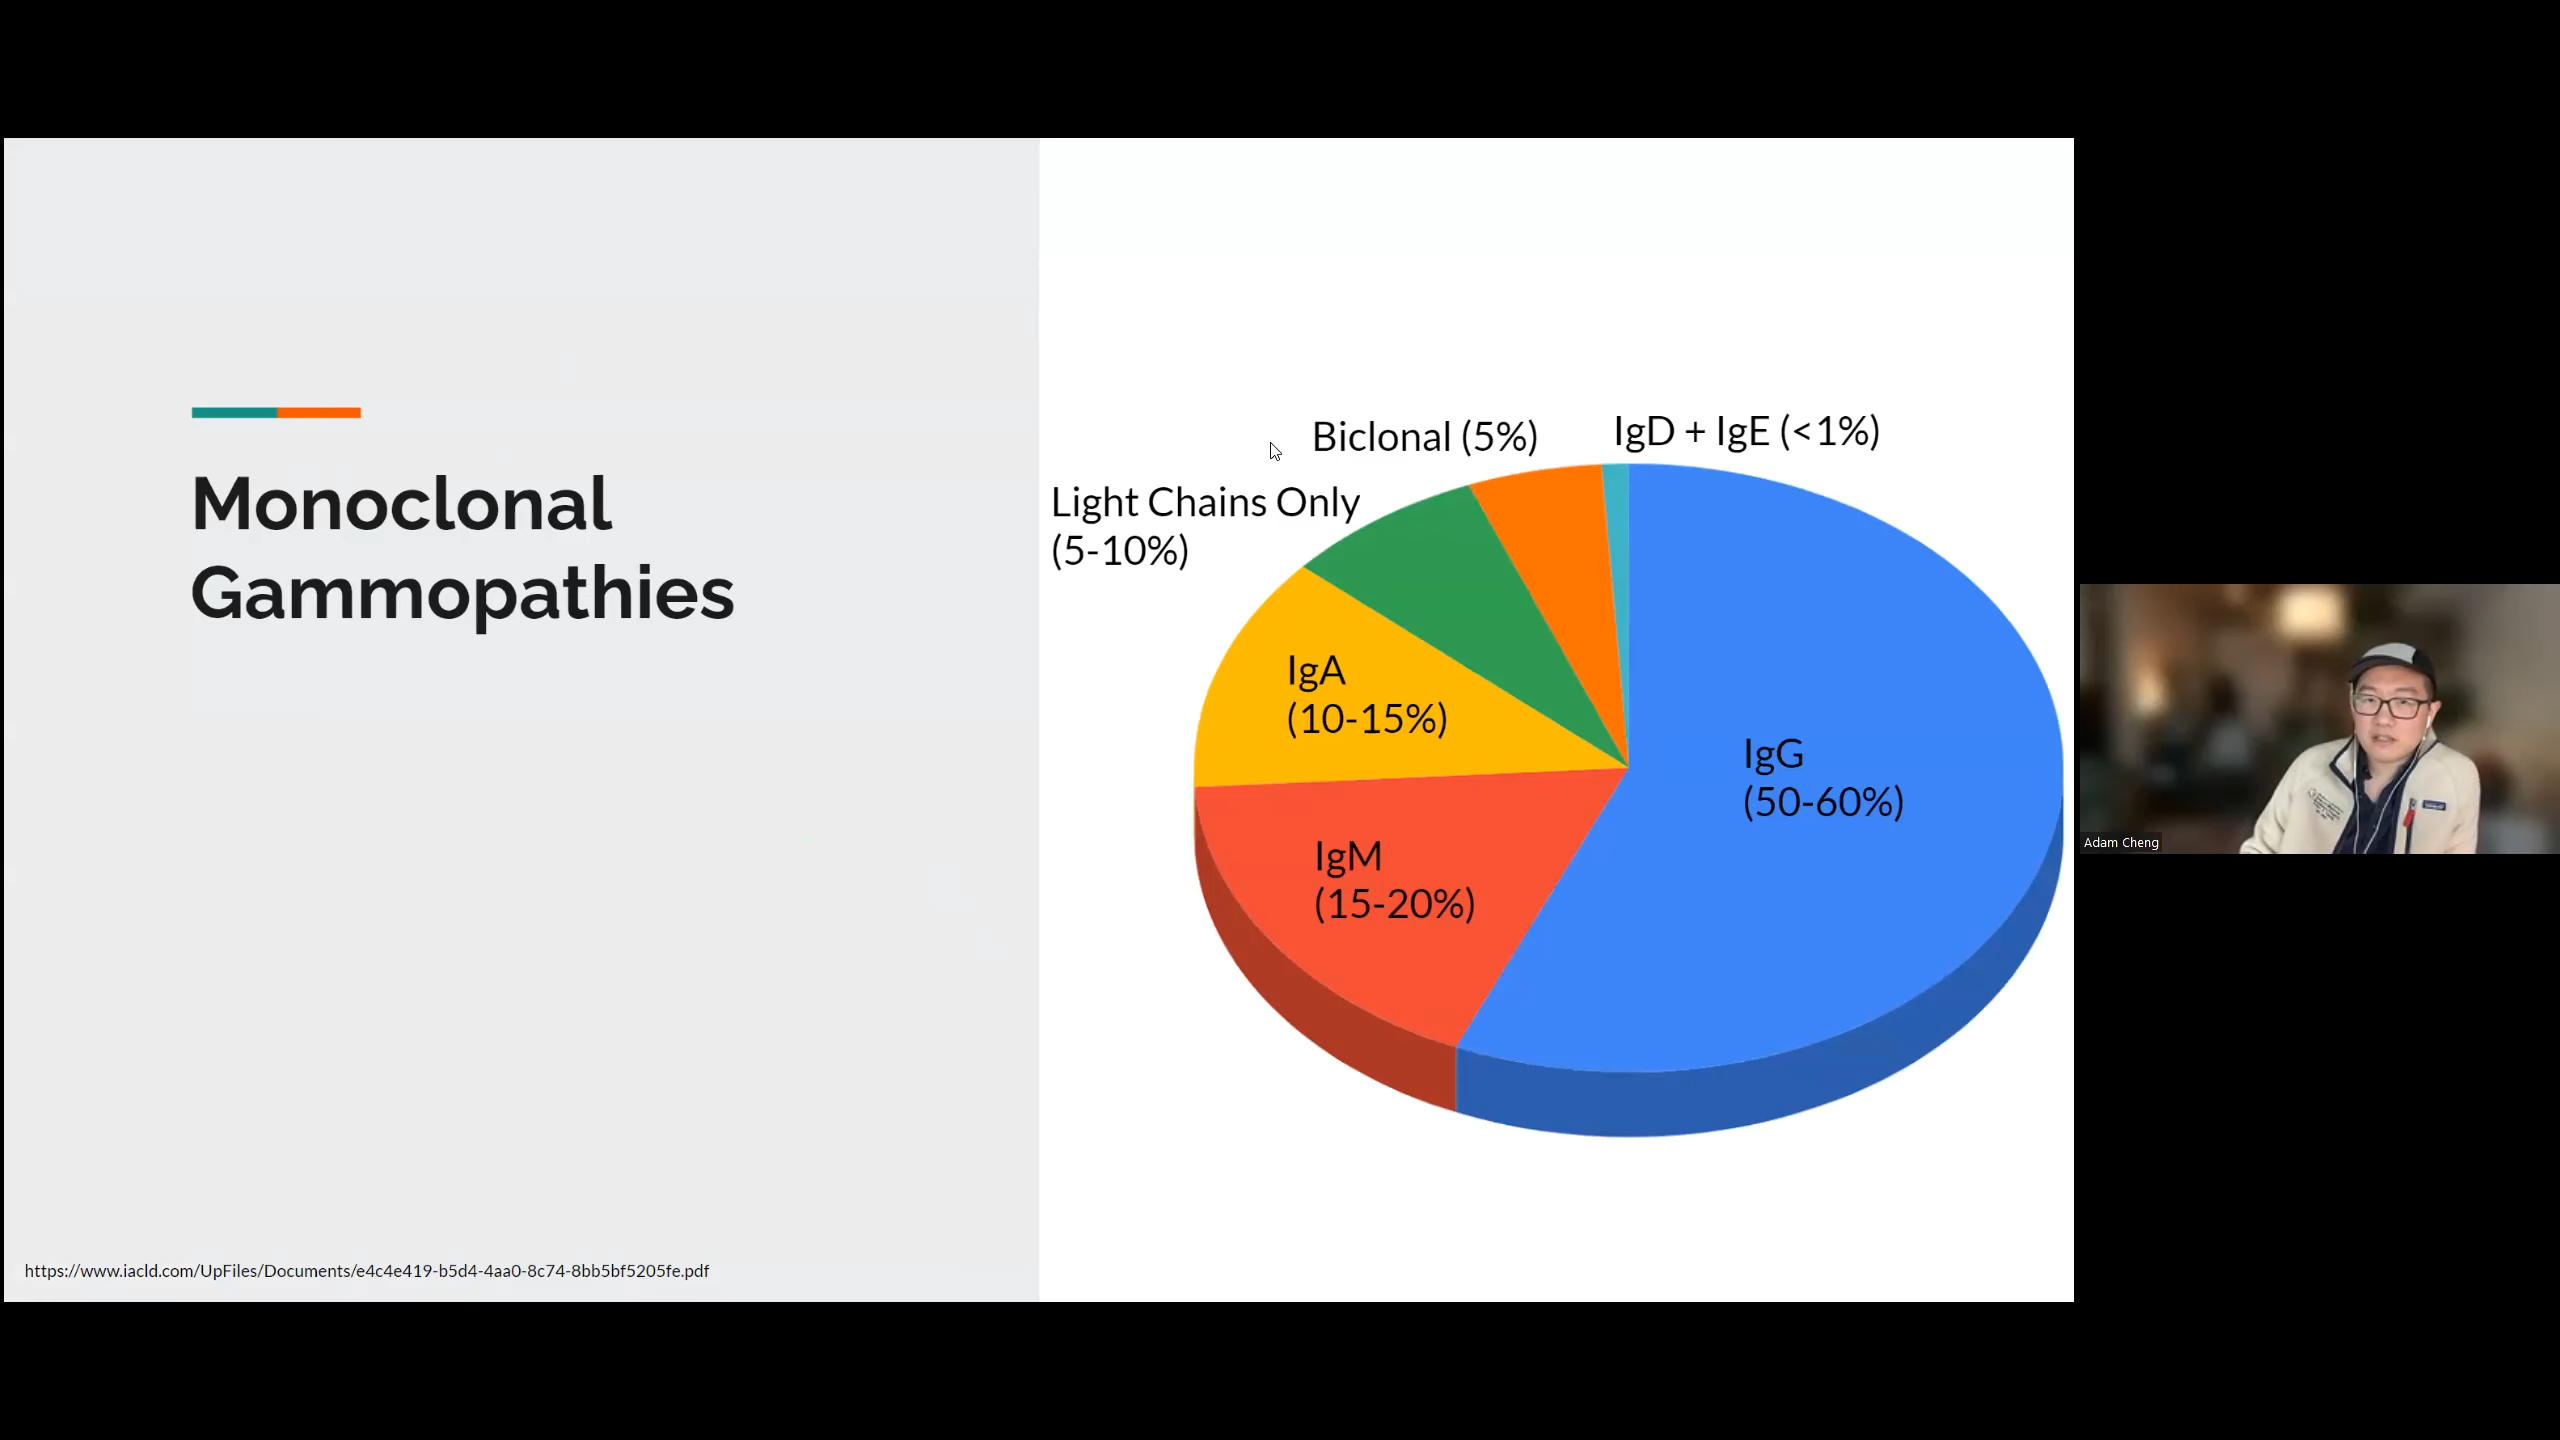 Monoclonal
Gammopathies
https://www.iacld.com/UpFiles/Documents/e4c4e419-b5d4-4aa0-8c74-8bb5bf5205fe.pdf
Biclonal (5%)
IgD + IgE (<1%)
Light Chains Only
(5-10%)
IgA
(10-15%)
IgG
(50-60%)
IgM
(15-20%)
Adam Cheng